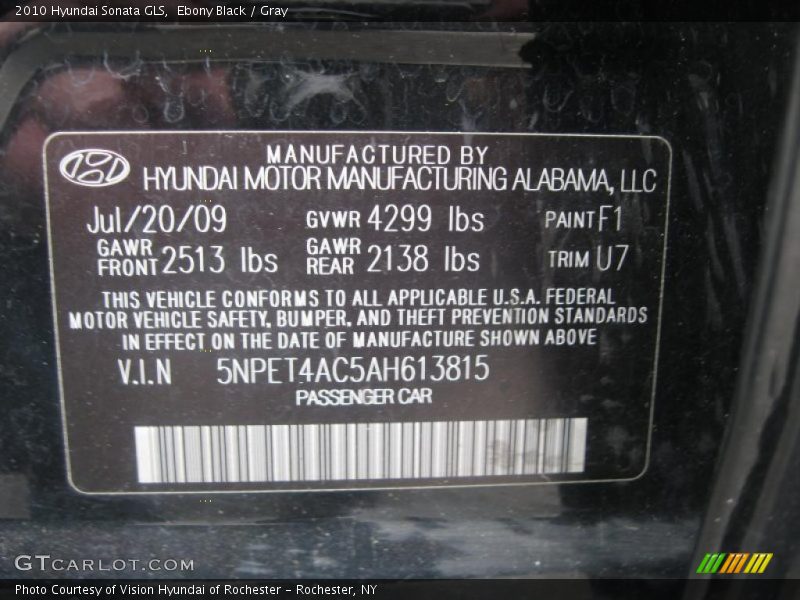 2010 Hyundai Sonata GLS, Ebony Black / Gray
MANUFACTURED BY
HYUNDAI MOTOR MANUFACTURING ALABAMA, LLC
Jul/20/09 GVWR 4299 lbs PAINT F1
GAWR FRONT 2513 lbs GAWR REAR 2138 lbs TRIM U7
THIS VEHICLE CONFORMS TO ALL APPLICABLE U.S.A. FEDERAL
MOTOR VEHICLE SAFETY, BUMPER, AND THEFT PREVENTION STANDARDS
IN EFFECT ON THE DATE OF MANUFACTURE SHOWN ABOVE
V.I.N 5NPET4AC5AH613815
PASSENGER CAR
GTCARLOT.COM
Photo Courtesy of Vision Hyundai of Rochester – Rochester, NY